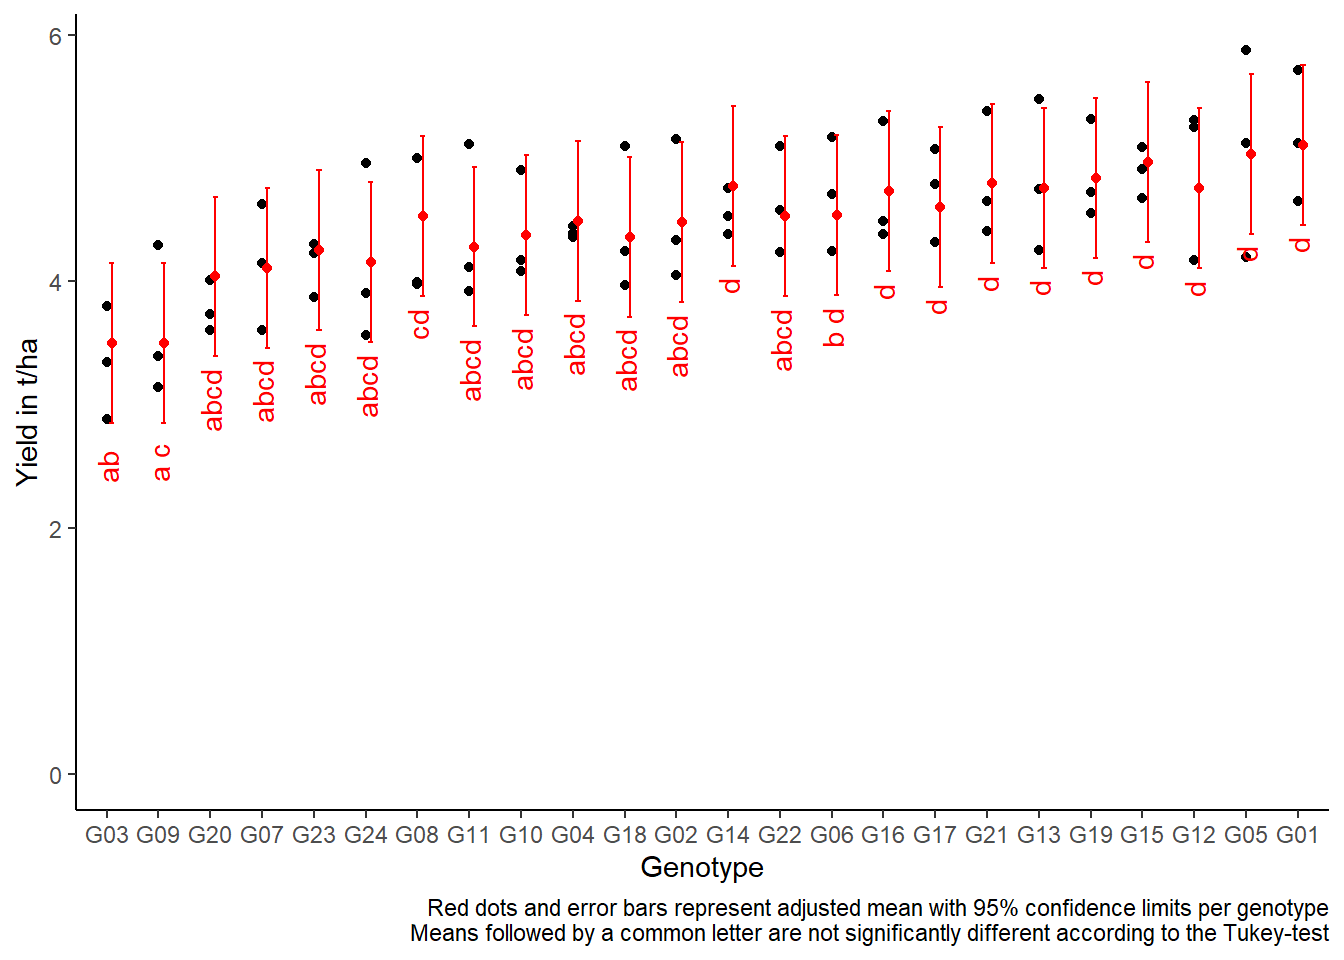 6
4
2
0
Yield in t/ha
ab
a c
abcd
abcd
abcd
abcd
cd
abcd
abcd
abcd
abcd
abcd
d
abcd
b d
d
d
d
d
d
d
d
d
d
G03 G09 G20 G07 G23 G24 G08 G11 G10 G04 G18 G02 G14 G22 G06 G16 G17 G21 G13 G19 G15 G12 G05 G01
Genotype
Red dots and error bars represent adjusted mean with 95% confidence limits per genotype
Means followed by a common letter are not significantly different according to the Tukey-test